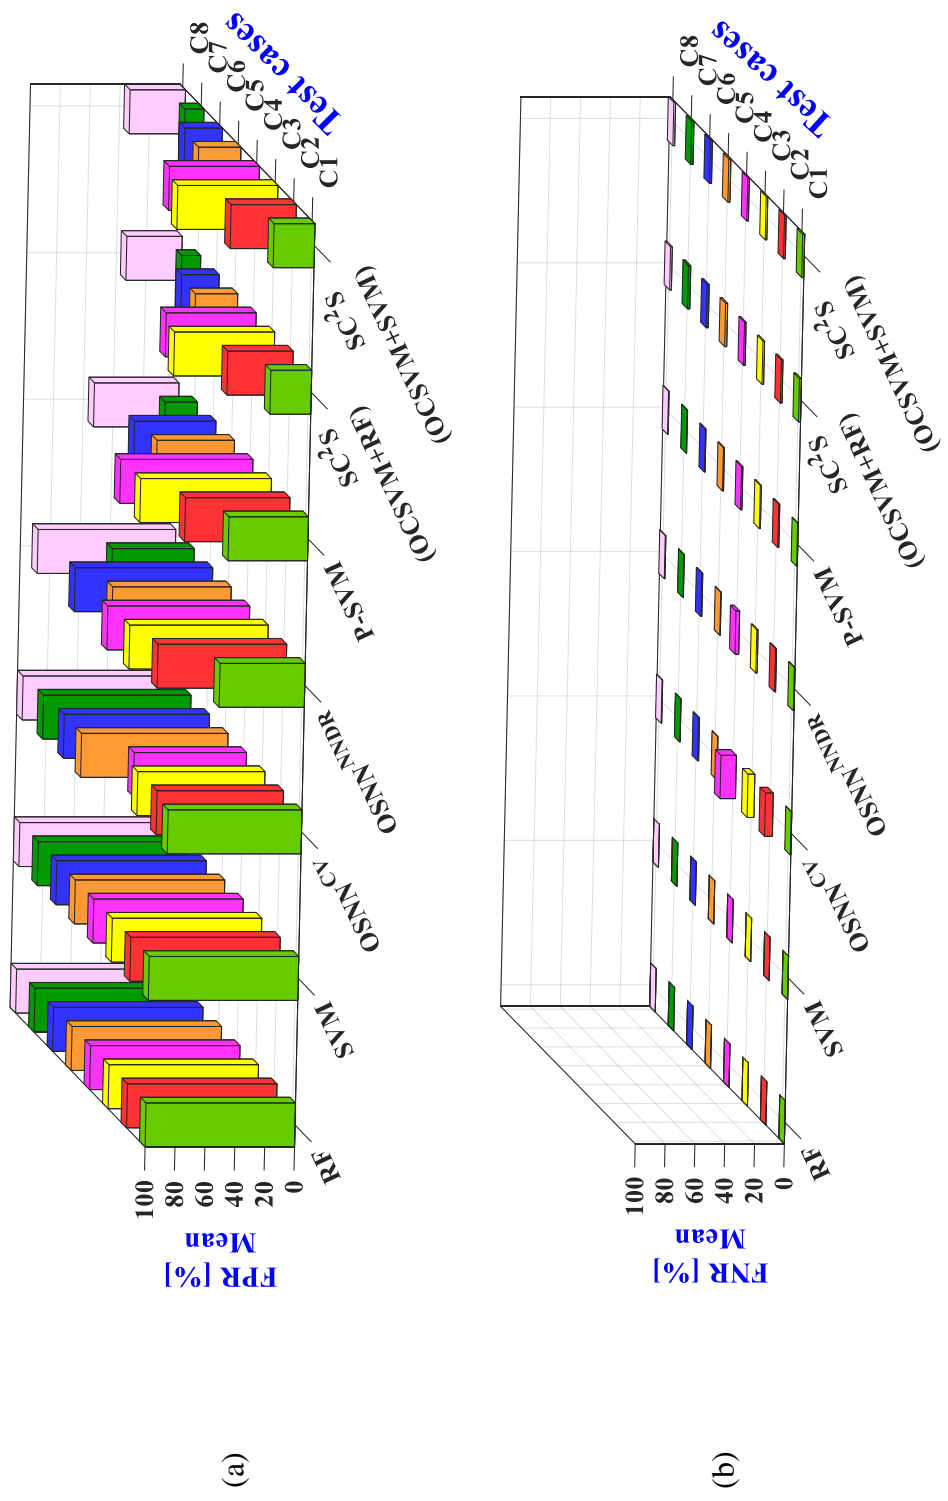 (a)
FPR [%]
Mean
100
80
60
40
20
0
RF
SVM
OSNN CV
OSNN NNDR
P-SVM
SC²S
(OCSVM+RF)
SC²S
(OCSVM+SVM)
C1
C2
C3
C4
C5
C6
C7
C8
Test cases
(b)
FNR [%]
Mean
100
80
60
40
20
0
RF
SVM
OSNN CV
OSNN NNDR
P-SVM
SC²S
(OCSVM+RF)
SC²S
(OCSVM+SVM)
C1
C2
C3
C4
C5
C6
C7
C8
Test cases